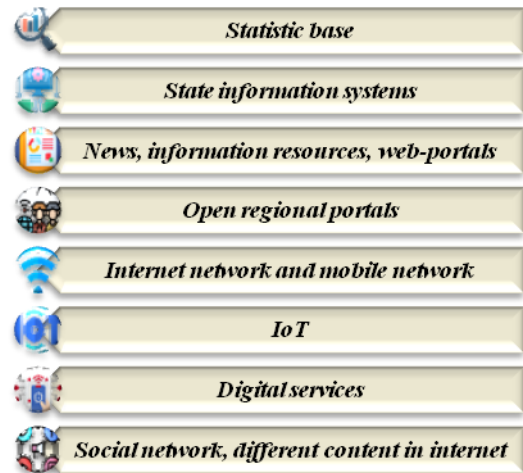 Statistic base
State information systems
News, information resources, web-portals
Open regional portals
Internet network and mobile network
IOT
IoT
Digital services
Social network, different content in internet